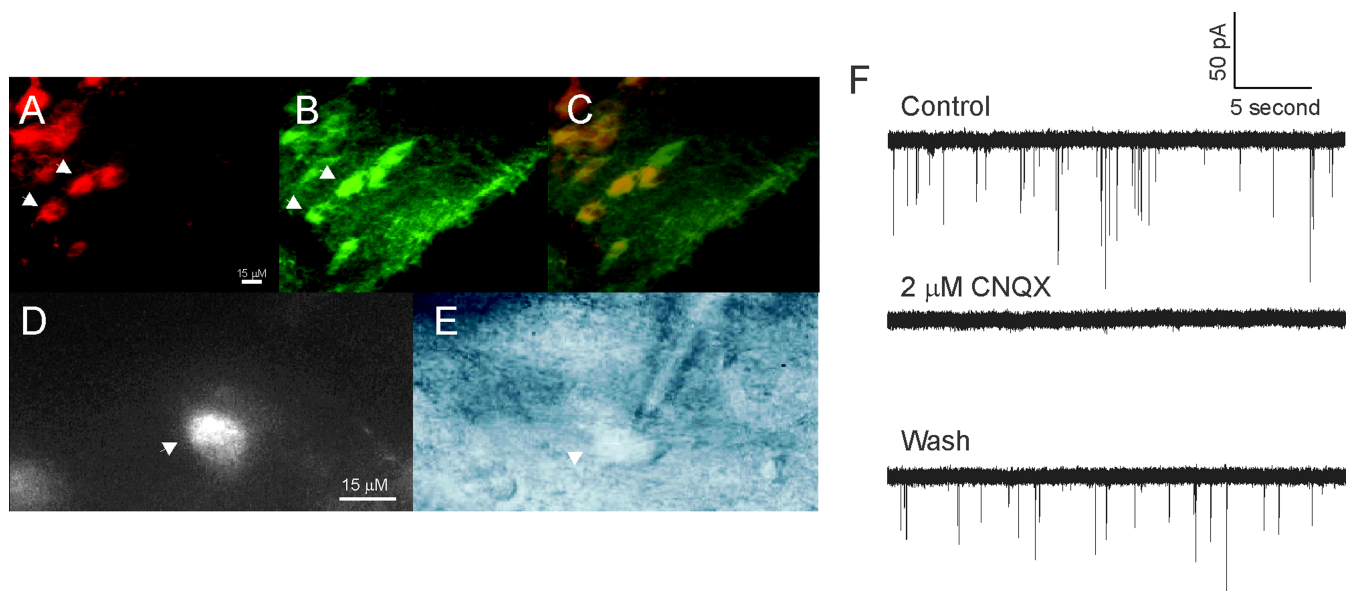 A
B
C
15 μM
D
E
15 μM
F
50 pA
5 second
Control
2 μM CNQX
Wash